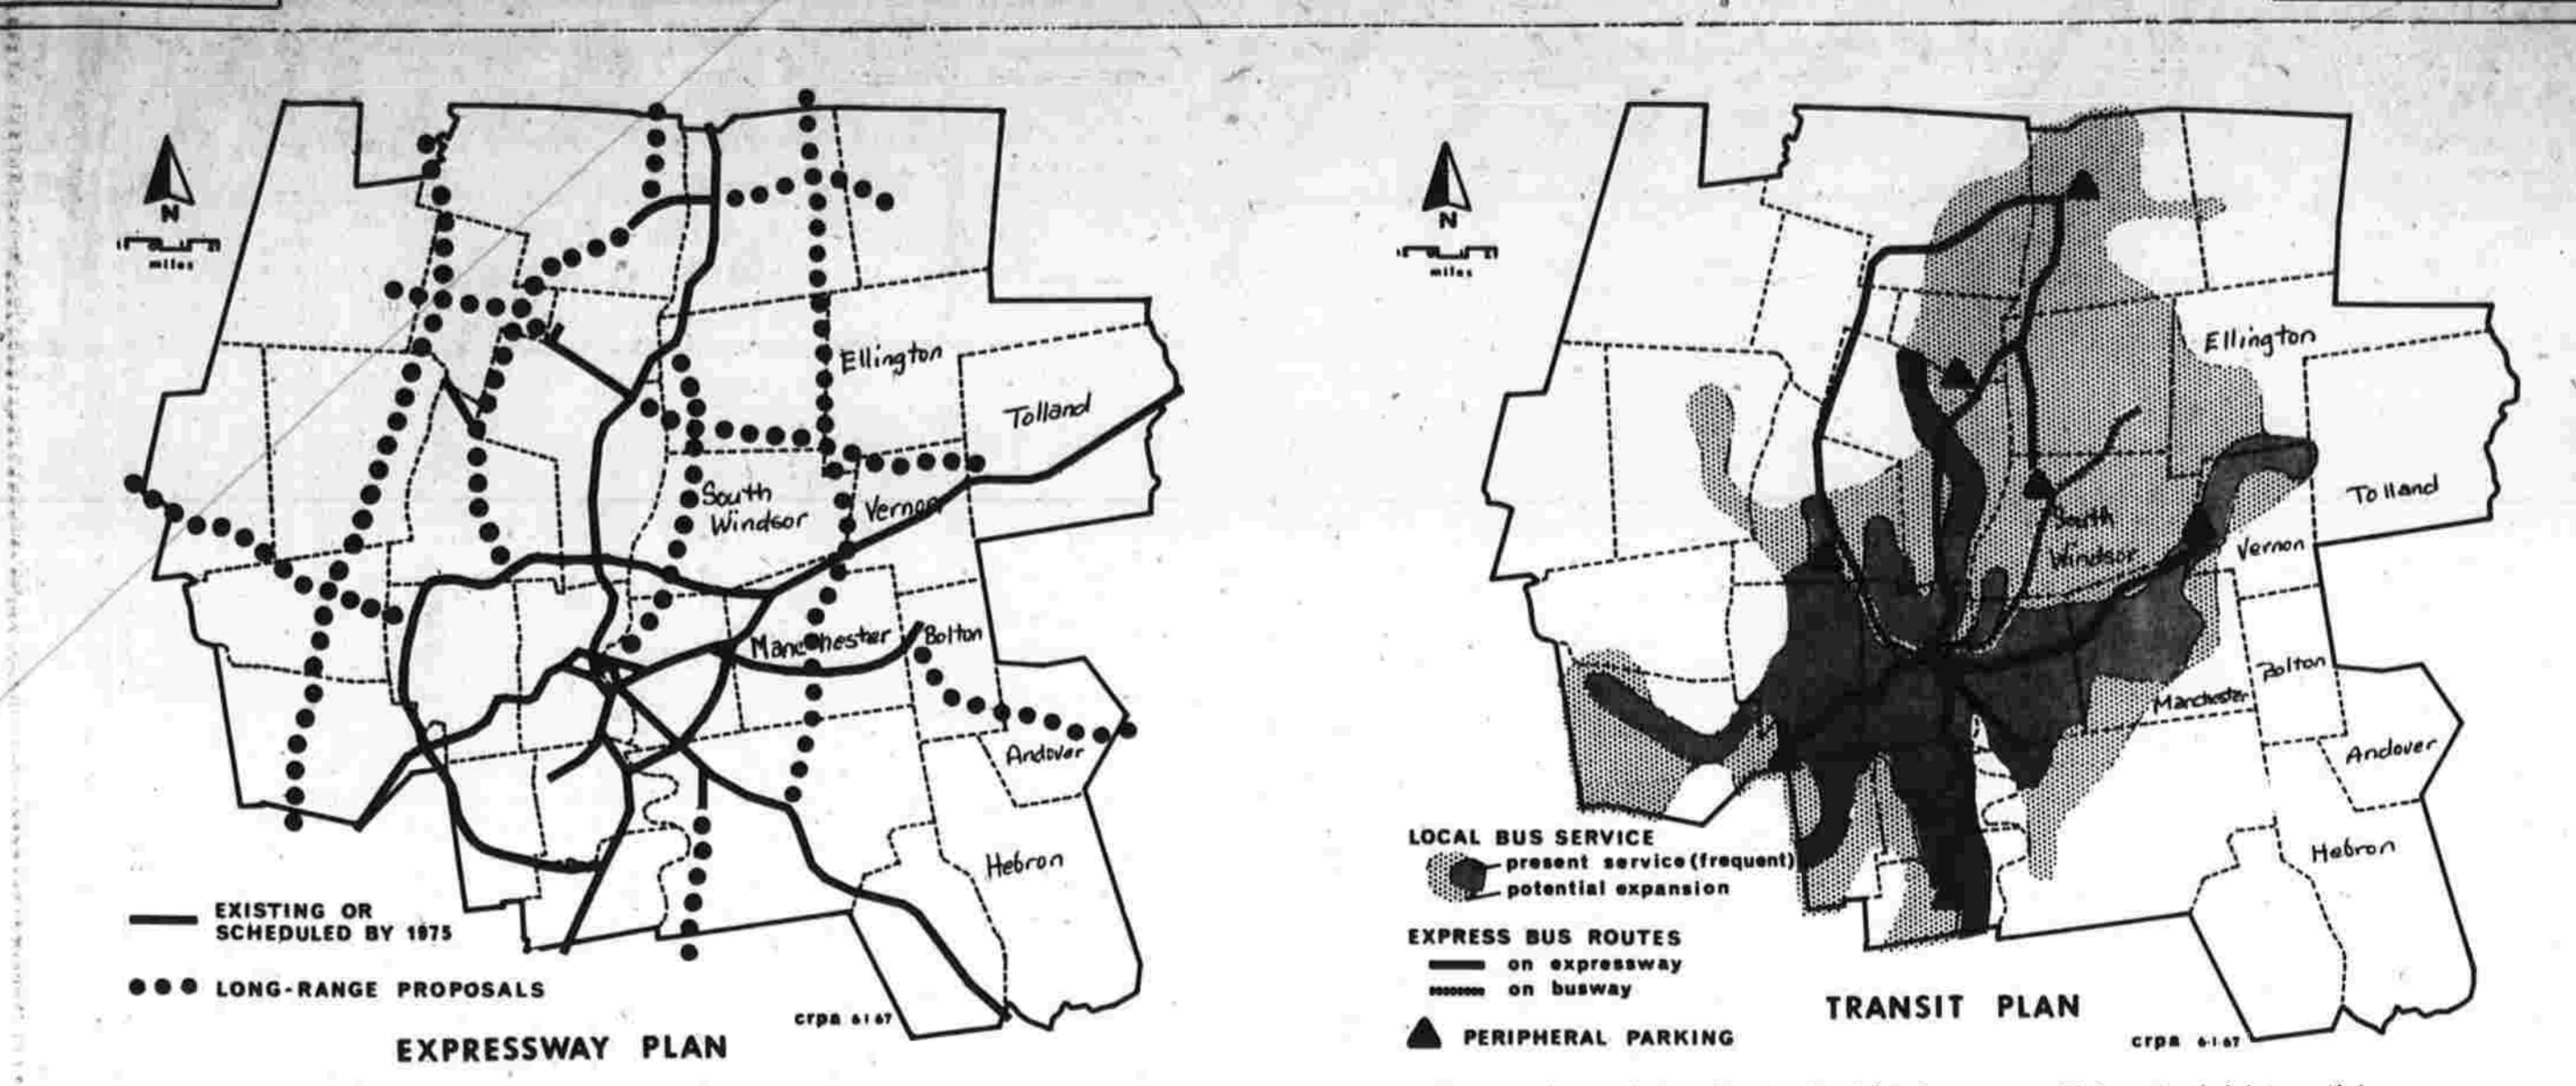 N
miles
Ellington
Tolland
South
Windsor
Vernon
Manchester
Bolton
Andover
Hebron
EXISTING OR
SCHEDULED BY 1975
LONG-RANGE PROPOSALS
crpa 6 1 67
EXPRESSWAY PLAN
N
miles
Ellington
Tolland
South
Windsor
Vernon
Bolton
Manchester
Andover
Hebron
LOCAL BUS SERVICE
present service (frequent)
potential expansion
EXPRESS BUS ROUTES
on expressway
on busway
PERIPHERAL PARKING
TRANSIT PLAN
crpa 6-1-67